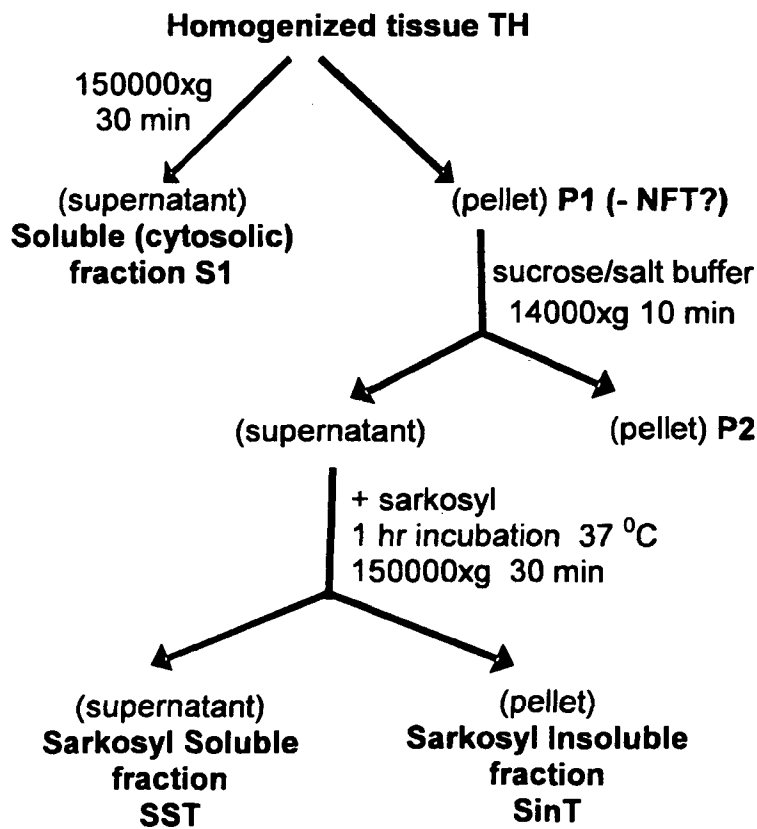 Homogenized tissue TH
150000xg
30 min
(supernatant)
Soluble (cytosolic)
fraction S1
(pellet) P1 (- NFT?)
sucrose/salt buffer
14000xg 10 min
(supernatant)
(pellet) P2
+ sarkosyl
1 hr incubation 37 ⁰C
150000xg 30 min
(supernatant)
Sarkosyl Soluble
fraction
SST
(pellet)
Sarkosyl Insoluble
fraction
SinT